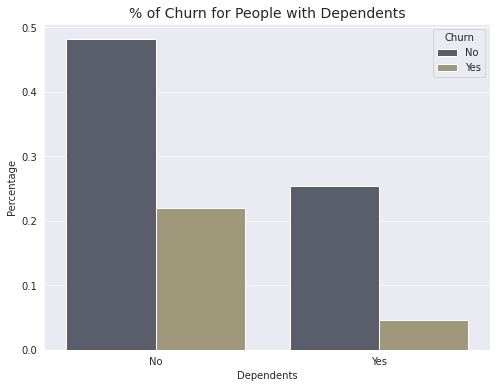 % of Churn for People with Dependents
Churn
No
Yes
0.5
0.4
0.3
0.2
0.1
0.0
Percentage
No Yes
Dependents